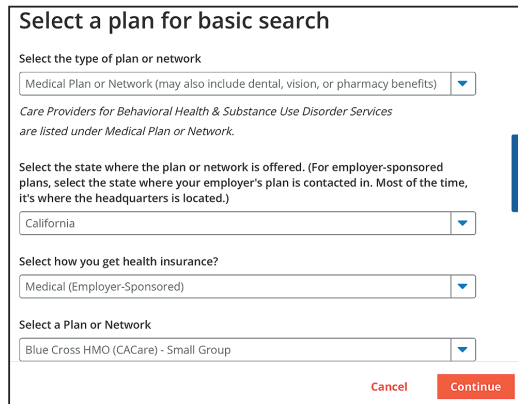 Select a plan for basic search
Select the type of plan or network
Medical Plan or Network (may also include dental, vision, or pharmacy benefits)
Care Providers for Behavioral Health & Substance Use Disorder Services
are listed under Medical Plan or Network.
Select the state where the plan or network is offered. (For employer-sponsored
plans, select the state where your employer's plan is contacted in. Most of the time,
it's where the headquarters is located.)
California
Select how you get health insurance?
Medical (Employer-Sponsored)
Select a Plan or Network
Blue Cross HMO (CACare) - Small Group
Cancel Continue